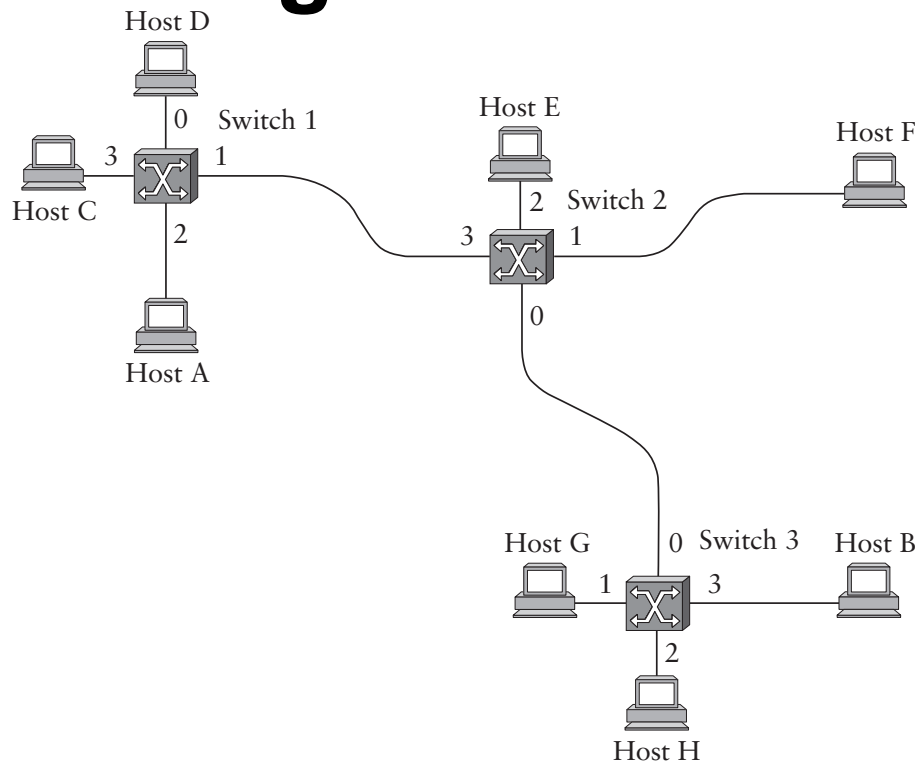 Host D
0 Switch 1
Host E
Host F
3 1
Host C
2 Switch 2
2
3 1
0
Host A
Host G 0 Switch 3 Host B
1 3
2
Host H